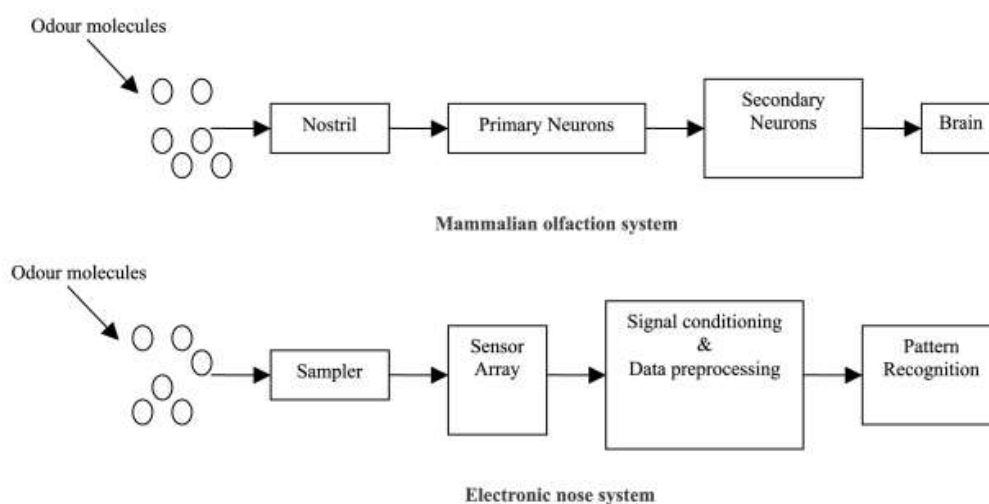 Odour molecules
Nostril
Primary Neurons
Secondary
Neurons
Brain
Mammalian olfaction system
Odour molecules
Sampler
Sensor
Array
Signal conditioning
&
Data preprocessing
Pattern
Recognition
Electronic nose system